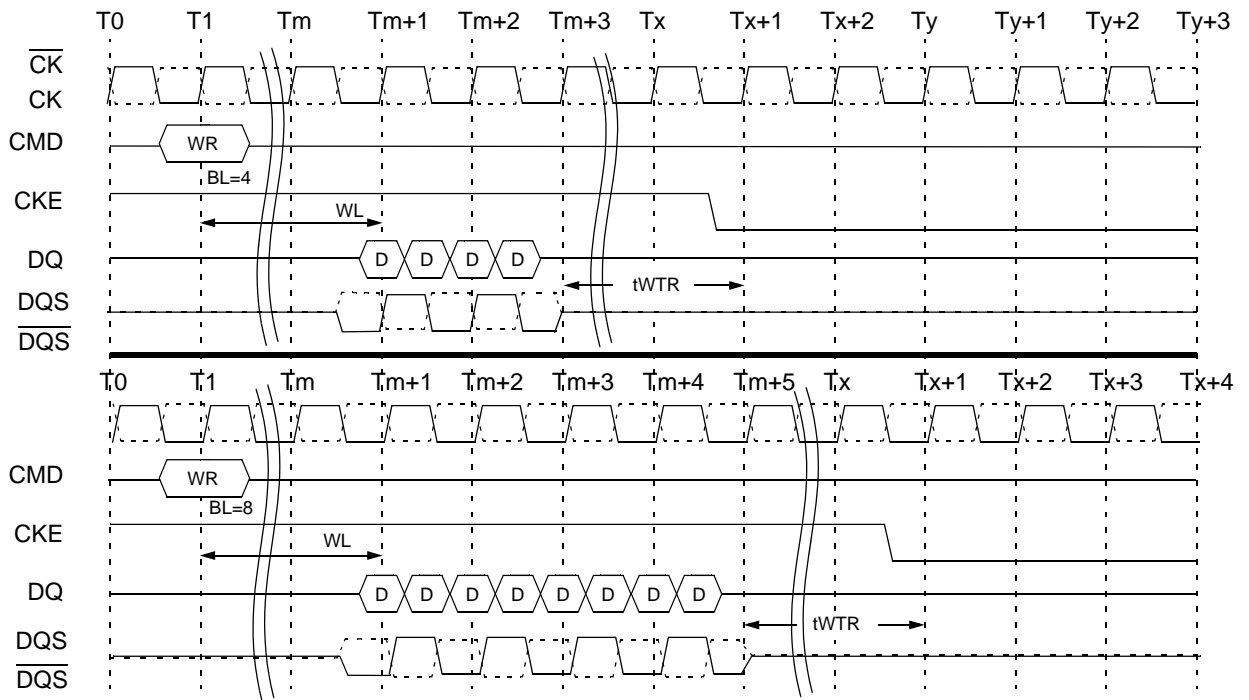 T0 T1 Tm Tm+1 Tm+2 Tm+3 Tx Tx+1 Tx+2 Ty Ty+1 Ty+2 Ty+3
CK
CK
CMD WR
BL=4
CKE
WL
DQ D D D D
tWTR
DQS
DQS
T0 T1 Tm Tm+1 Tm+2 Tm+3 Tm+4 Tm+5 Tx Tx+1 Tx+2 Tx+3 Tx+4
CMD WR
BL=8
CKE
WL
DQ D D D D D D D D
tWTR
DQS
DQS